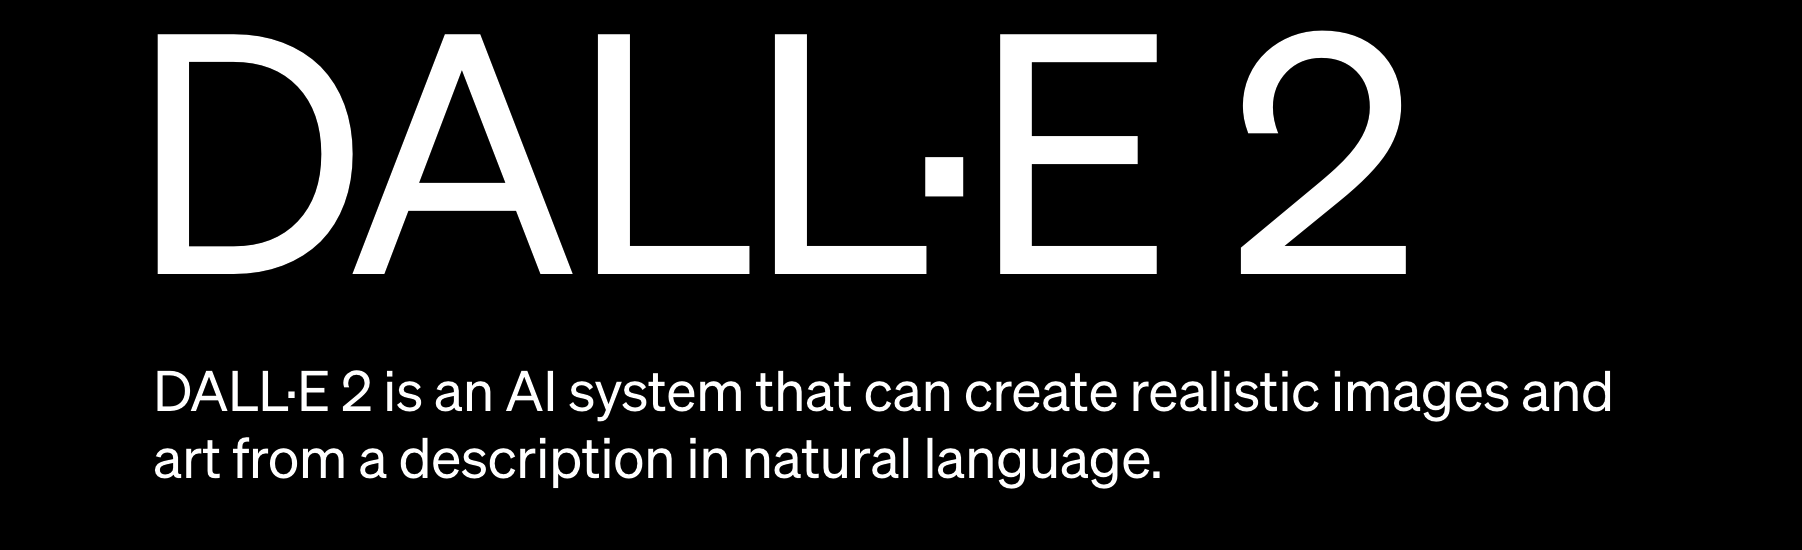 DALL·E 2
DALL·E 2 is an AI system that can create realistic images and
art from a description in natural language.